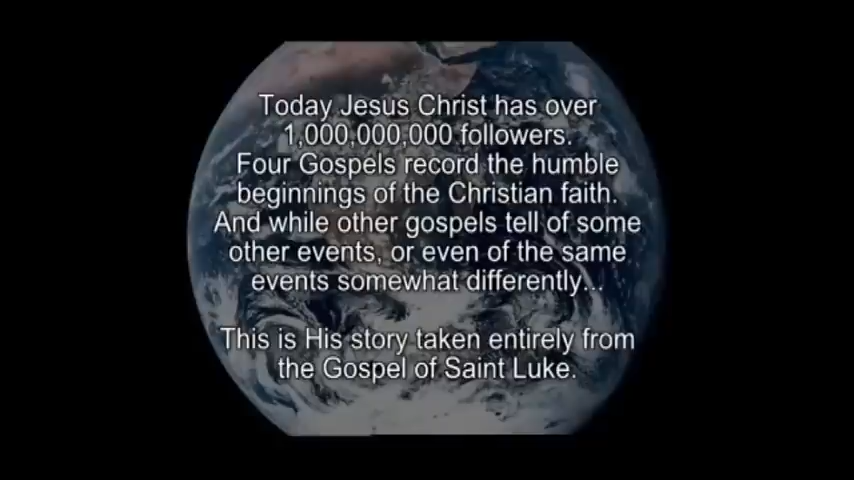 Today Jesus Christ has over
1,000,000,000 followers.
Four Gospels record the humble
beginnings of the Christian faith.
And while other gospels tell of some
other events, or even of the same
events somewhat differently...
This is His story taken entirely from
the Gospel of Saint Luke.